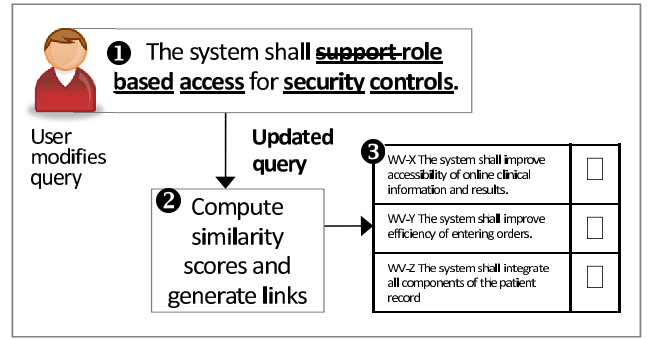 ❶ The system shall support role
based access for security controls.
User
modifies
query
Updated
query
❷ Compute
similarity
scores and
generate links
❸
WV-X The system shall improve
accessibility of online clinical
information and results.
WV-Y The system shall improve
efficiency of entering orders.
WV-Z The system shall integrate
all components of the patient
record